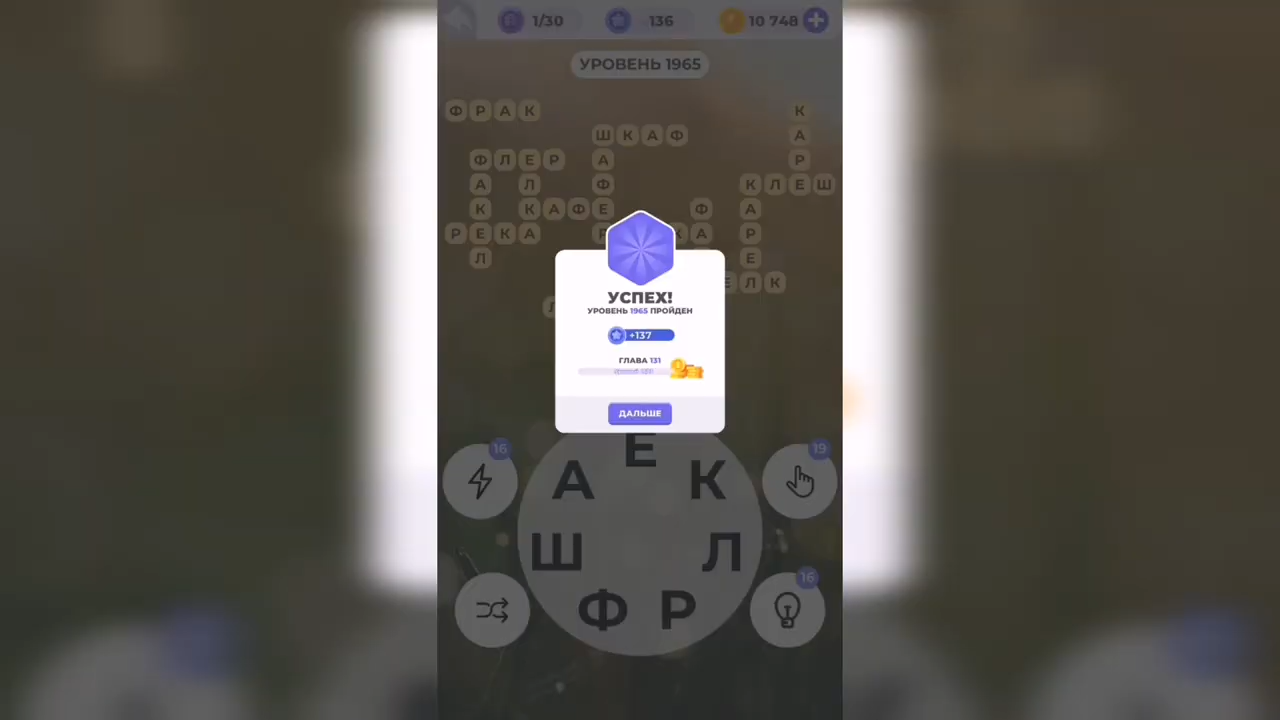 1/30 136 10 748
УРОВЕНЬ 1965
ФРАК
К
ШКАФ А
ФЛЕР А Р
А Л Ф КЛЕШ
К КАФЕ Ф А
РЕКА А Р
Л Е
ЛК
УСПЕХ!
УРОВЕНЬ 1965 ПРОЙДЕН
+137
ГЛАВА 131
ДАЛЬШЕ
16 19
Е
А К
Ш Л
Ф Р
16